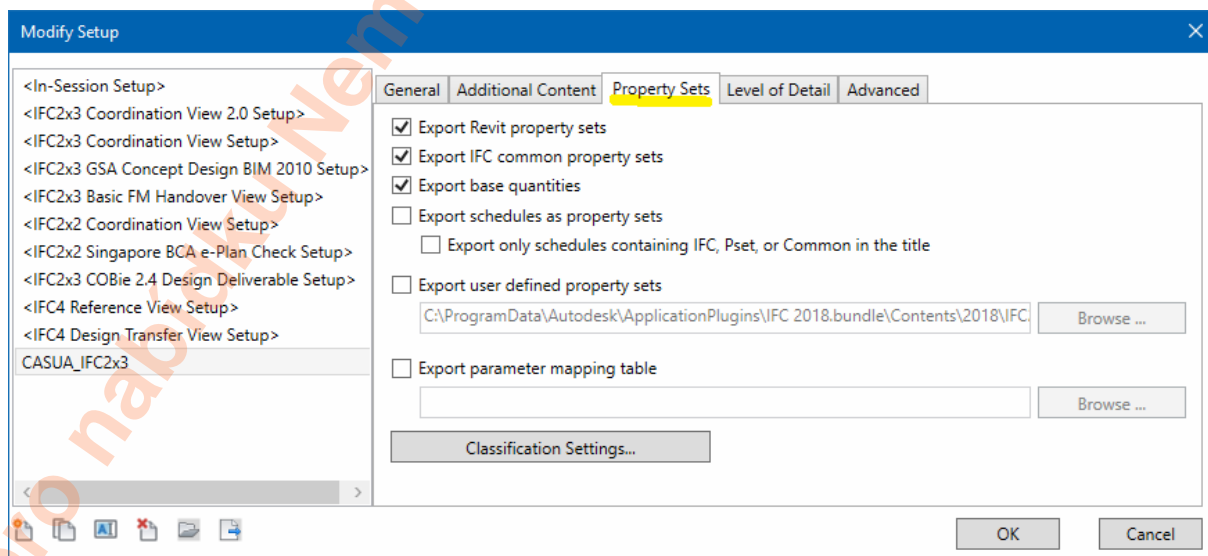 Modify Setup
<In-Session Setup>
<IFC2x3 Coordination View 2.0 Setup>
<IFC2x3 Coordination View Setup>
<IFC2x3 GSA Concept Design BIM 2010 Setup>
<IFC2x3 Basic FM Handover View Setup>
<IFC2x2 Coordination View Setup>
<IFC2x2 Singapore BCA e-Plan Check Setup>
<IFC2x3 COBie 2.4 Design Deliverable Setup>
<IFC4 Reference View Setup>
<IFC4 Design Transfer View Setup>
CASUA_IFC2x3
General Additional Content Property Sets Level of Detail Advanced
Export Revit property sets
Export IFC common property sets
Export base quantities
Export schedules as property sets
Export only schedules containing IFC, Pset, or Common in the title
Export user defined property sets
C:\ProgramData\Autodesk\ApplicationPlugins\IFC 2018.bundle\Contents\2018\IFC.
Browse ...
Export parameter mapping table
Browse ...
Classification Settings...
OK Cancel
pro nabídku Nem